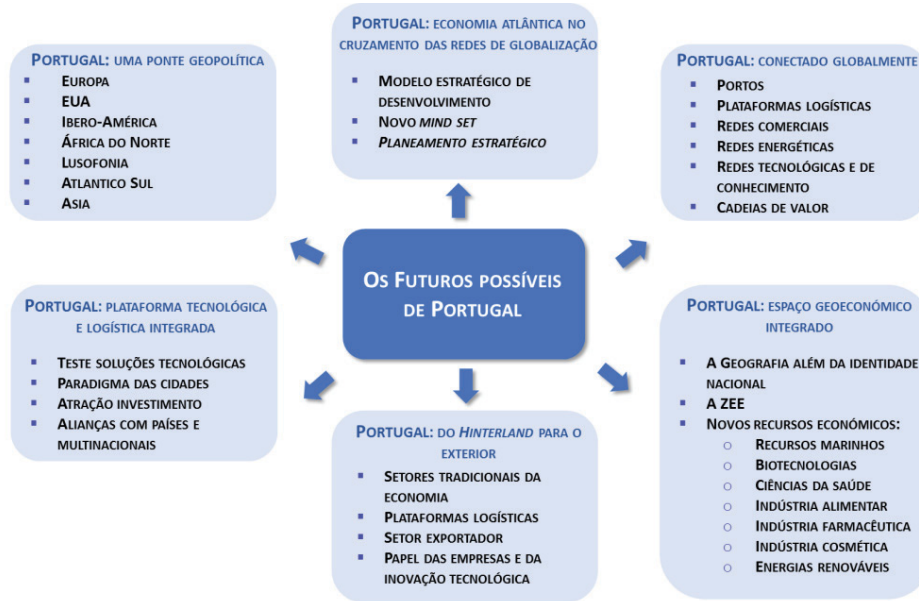 PORTUGAL: UMA PONTE GEOPOLÍTICA
▪ EUROPA
▪ EUA
▪ IBERO-AMÉRICA
▪ ÁFRICA DO NORTE
▪ LUSOFONIA
▪ ATLANTICO SUL
▪ ASIA
PORTUGAL: ECONOMIA ATLÂNTICA NO
CRUZAMENTO DAS REDES DE GLOBALIZAÇÃO
▪ MODELO ESTRATÉGICO DE
DESENVOLVIMENTO
▪ NOVO MIND SET
▪ PLANEAMENTO ESTRATÉGICO
PORTUGAL: CONECTADO GLOBALMENTE
▪ PORTOS
▪ PLATAFORMAS LOGÍSTICAS
▪ REDES COMERCIAIS
▪ REDES ENERGÉTICAS
▪ REDES TECNOLÓGICAS E DE
CONHECIMENTO
▪ CADEIAS DE VALOR
OS FUTUROS POSSÍVEIS
DE PORTUGAL
PORTUGAL: PLATAFORMA TECNOLÓGICA
E LOGÍSTICA INTEGRADA
▪ TESTE SOLUÇÕES TECNOLÓGICAS
▪ PARADIGMA DAS CIDADES
▪ ATRAÇÃO INVESTIMENTO
▪ ALIANÇAS COM PAÍSES E
MULTINACIONAIS
PORTUGAL: DO HINTERLAND PARA O
EXTERIOR
▪ SETORES TRADICIONAIS DA
ECONOMIA
▪ PLATAFORMAS LOGÍSTICAS
▪ SETOR EXPORTADOR
▪ PAPEL DAS EMPRESAS E DA
INOVAÇÃO TECNOLÓGICA
PORTUGAL: ESPAÇO GEOECONÓMICO
INTEGRADO
▪ A GEOGRAFIA ALÉM DA IDENTIDADE
NACIONAL
▪ A ZEE
▪ NOVOS RECURSOS ECONÓMICOS:
○ RECURSOS MARINHOS
○ BIOTECNOLOGIAS
○ CIÊNCIAS DA SAÚDE
○ INDÚSTRIA ALIMENTAR
○ INDÚSTRIA FARMACÊUTICA
○ INDÚSTRIA COSMÉTICA
○ ENERGIAS RENOVÁVEIS